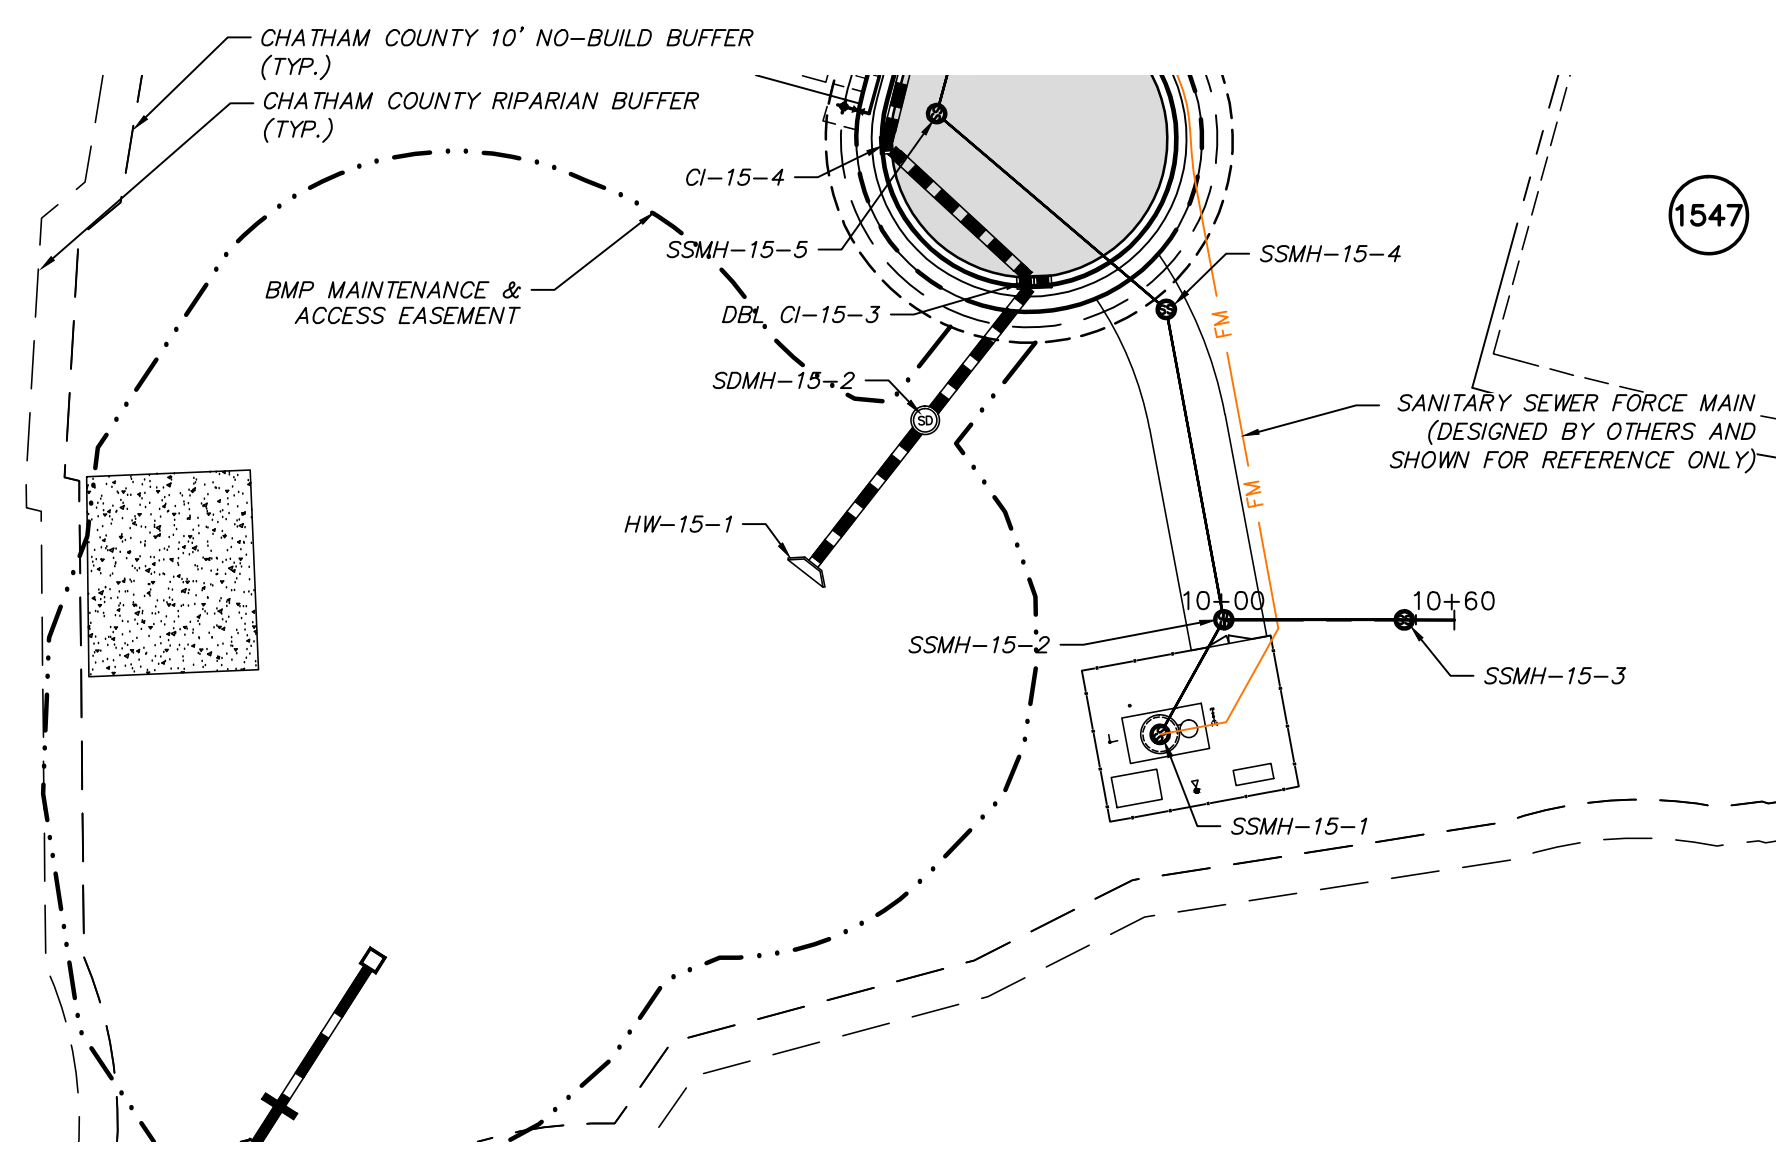 CHATHAM COUNTY 10' NO-BUILD BUFFER
(TYP.)
CHATHAM COUNTY RIPARIAN BUFFER
(TYP.)
CI-15-4
1547
SSMH-15-5
SSMH-15-4
BMP MAINTENANCE &
ACCESS EASEMENT
DBL CI-15-3
FM
SDMH-15-2
SD
SS
SANITARY SEWER FORCE MAIN
(DESIGNED BY OTHERS AND
SHOWN FOR REFERENCE ONLY)
FM
HW-15-1
10+00
10+60
SSMH-15-2
SSMH-15-3
SSMH-15-1